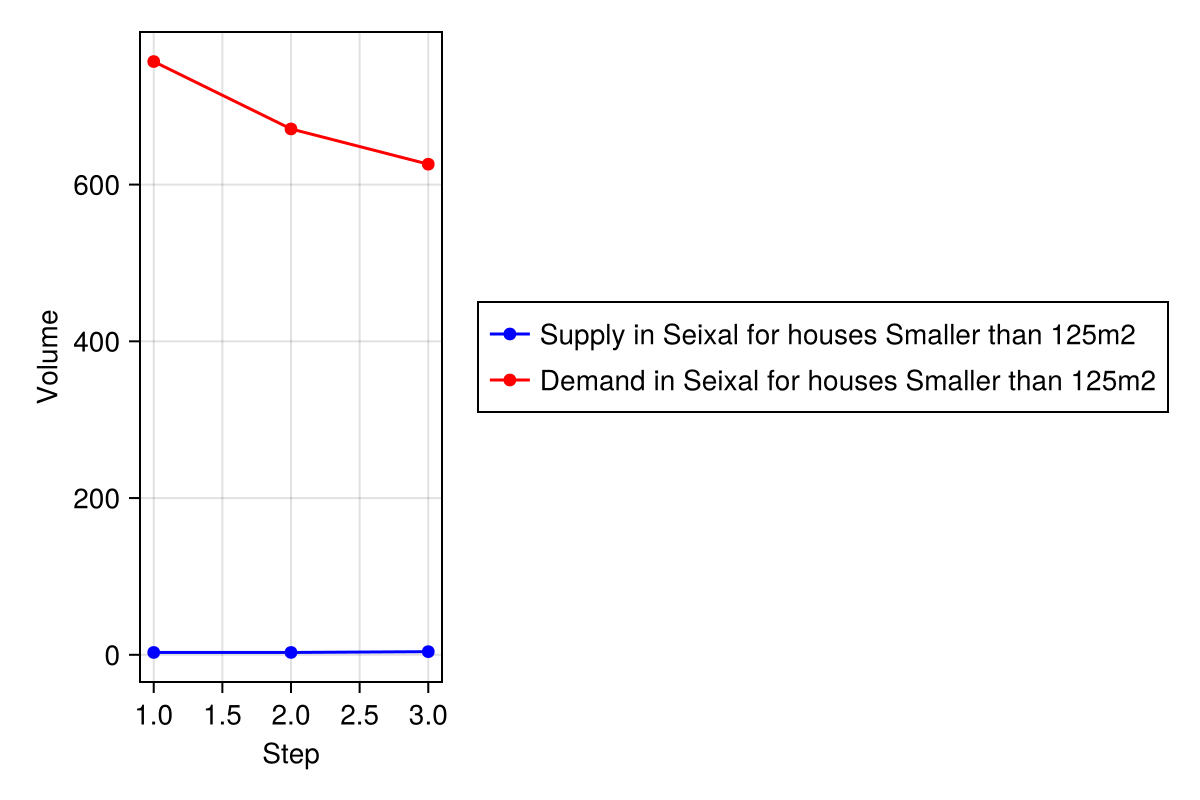 Volume
600
400
200
0
1.0 1.5 2.0 2.5 3.0
Step
Supply in Seixal for houses Smaller than 125m2
Demand in Seixal for houses Smaller than 125m2